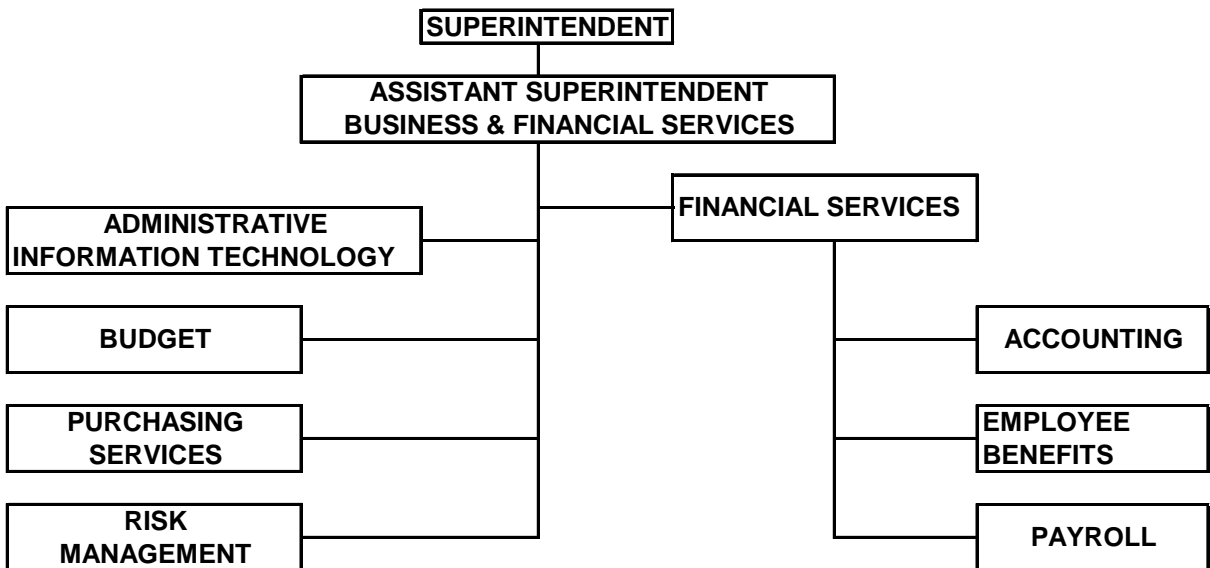 SUPERINTENDENT
ASSISTANT SUPERINTENDENT
BUSINESS & FINANCIAL SERVICES
FINANCIAL SERVICES
ADMINISTRATIVE
INFORMATION TECHNOLOGY
BUDGET
ACCOUNTING
PURCHASING
SERVICES
EMPLOYEE
BENEFITS
RISK
MANAGEMENT
PAYROLL